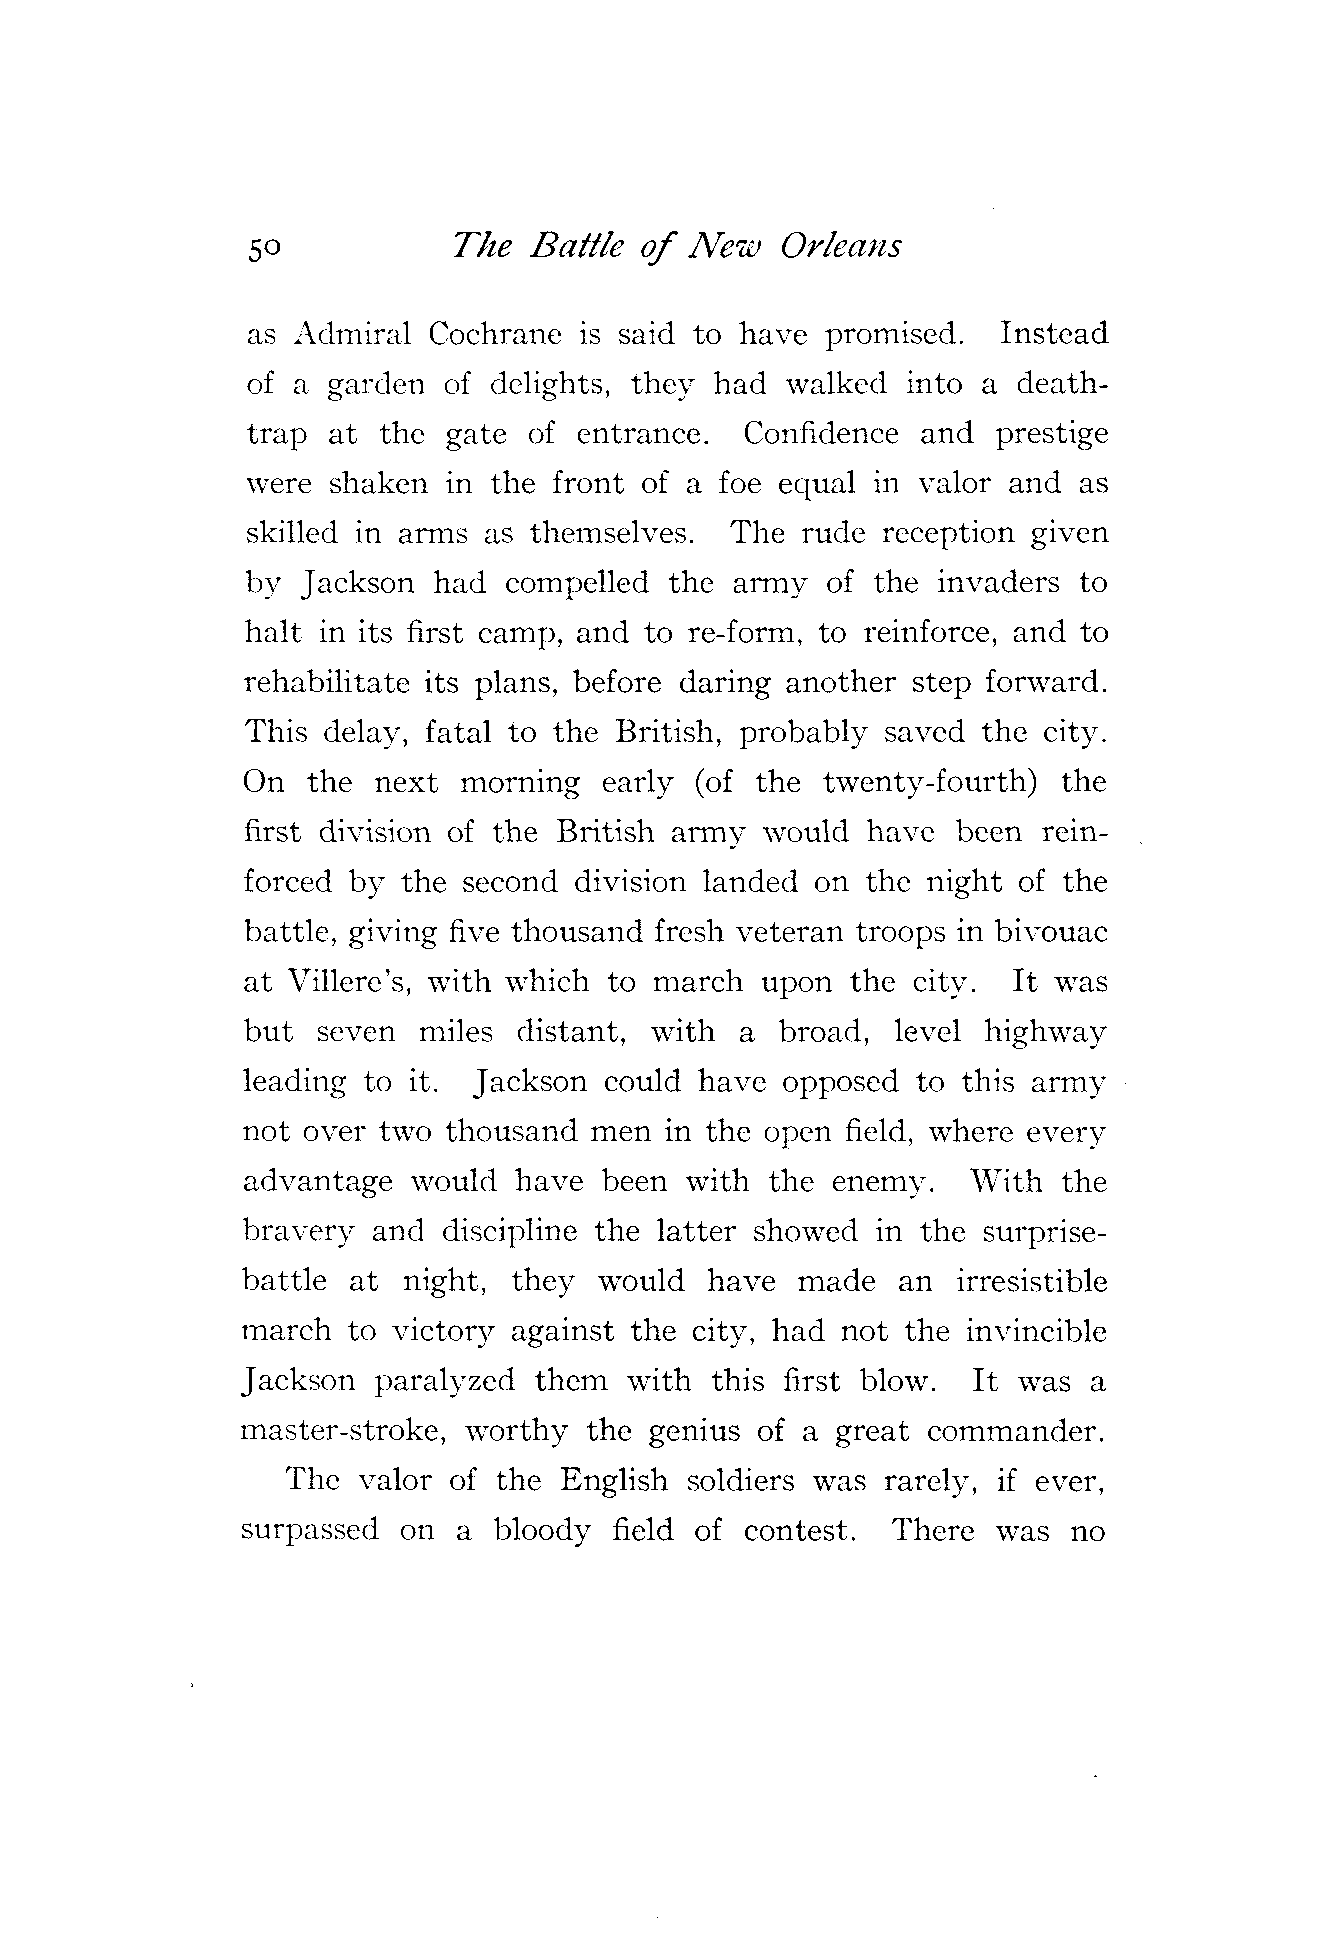 50 The Battle of New Orleans
as Admiral Cochrane is said to have promised. Instead
of a garden of delights, they had walked into a death-
trap at the gate of entrance. Confidence and prestige
were shaken in the front of a foe equal in valor and as
skilled in arms as themselves. The rude reception given
by Jackson had compelled the army of the invaders to
halt in its first camp, and to re-form, to reinforce, and to
rehabilitate its plans, before daring another step forward.
This delay, fatal to the British, probably saved the city.
On the next morning early (of the twenty-fourth) the
first division of the British army would have been rein-
forced by the second division landed on the night of the
battle, giving five thousand fresh veteran troops in bivouac
at Villere's, with which to march upon the city. It was
but seven miles distant, with a broad, level highway
leading to it. Jackson could have opposed to this army
not over two thousand men in the open field, where every
advantage would have been with the enemy. With the
bravery and discipline the latter showed in the surprise-
battle at night, they would have made an irresistible
march to victory against the city, had not the invincible
Jackson paralyzed them with this first blow. It was a
master-stroke, worthy the genius of a great commander.
The valor of the English soldiers was rarely, if ever,
surpassed on a bloody field of contest. There was no